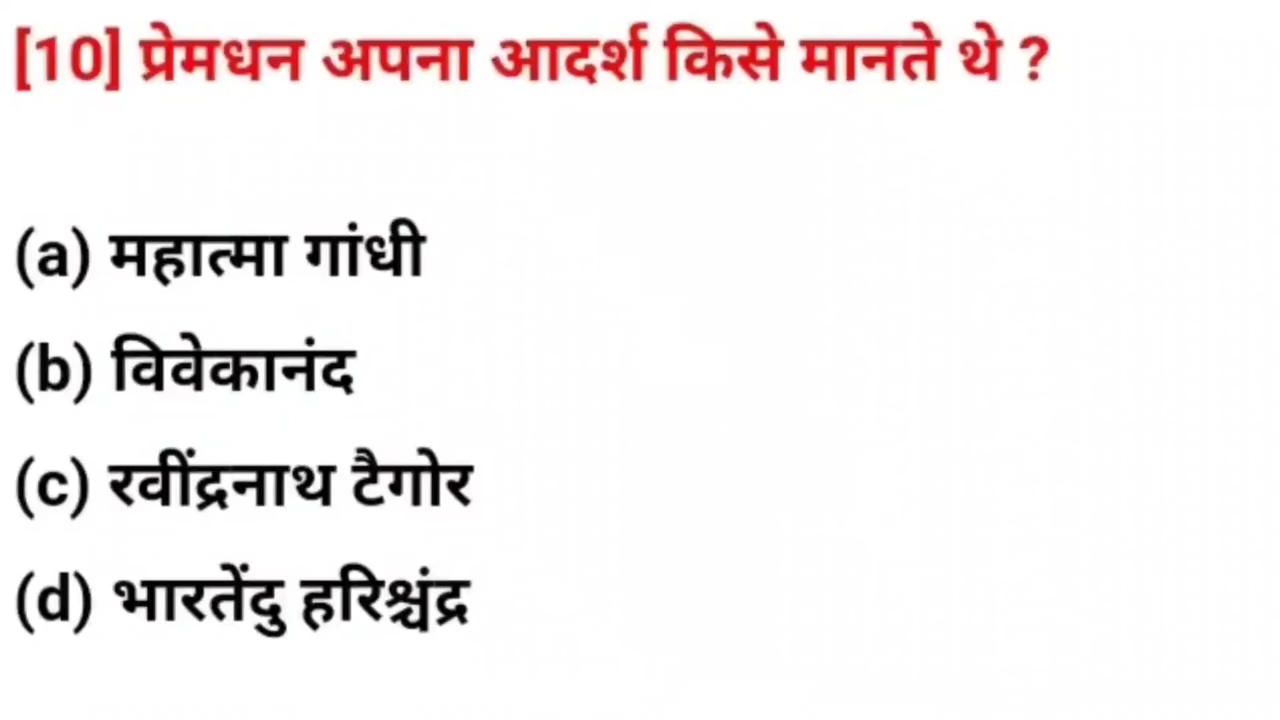 [10] प्रेमधन अपना आदर्श किसे मानते थे ?
(a) महात्मा गांधी
(b) विवेकानंद
(c) रवींद्रनाथ टैगोर
(d) भारतेंदु हरिश्चंद्र